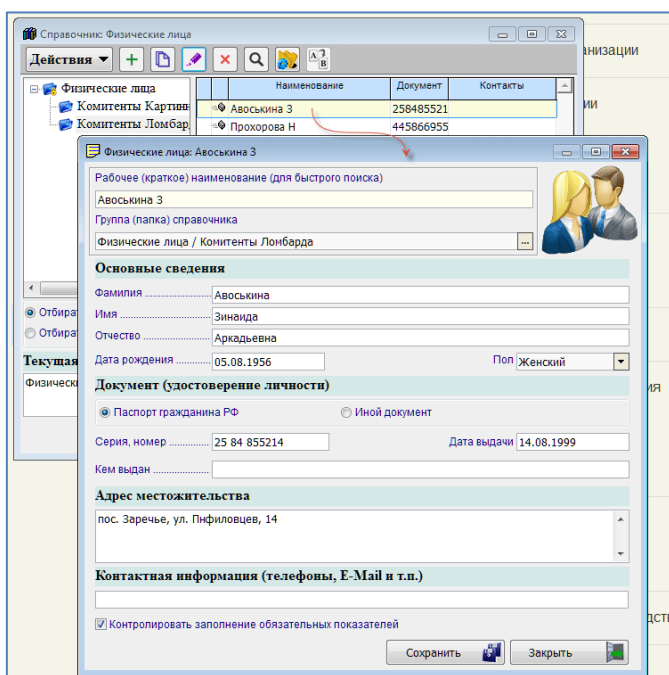 Справочник: Физические лица
анизации
Действия
Физические лица
Наименование Документ Контакты
ии
Комитенты Картинн
Авоськина З 258485521
Комитенты Ломбар
Прохорова Н 445866955
Физические лица: Авоськина З
Рабочее (краткое) наименование (для быстрого поиска)
Авоськина З
Группа (папка) справочника
Физические лица / Комитенты Ломбарда ...
Основные сведения
Фамилия Авоськина
Отбира
Имя Зинаида
Отбира
Отчество Аркадьевна
Текущая
Дата рождения 05.08.1956 Пол Женский
Физическ
Документ (удостоверение личности)
ия
Паспорт гражданина РФ Иной документ
Серия, номер 25 84 855214 Дата выдачи 14.08.1999
Кем выдан
Адрес местожительства
пос. Заречье, ул. Пнфиловцев, 14
Контактная информация (телефоны, E-Mail и т.п.)
Контролировать заполнение обязательных показателей
дст
Сохранить Закрыть